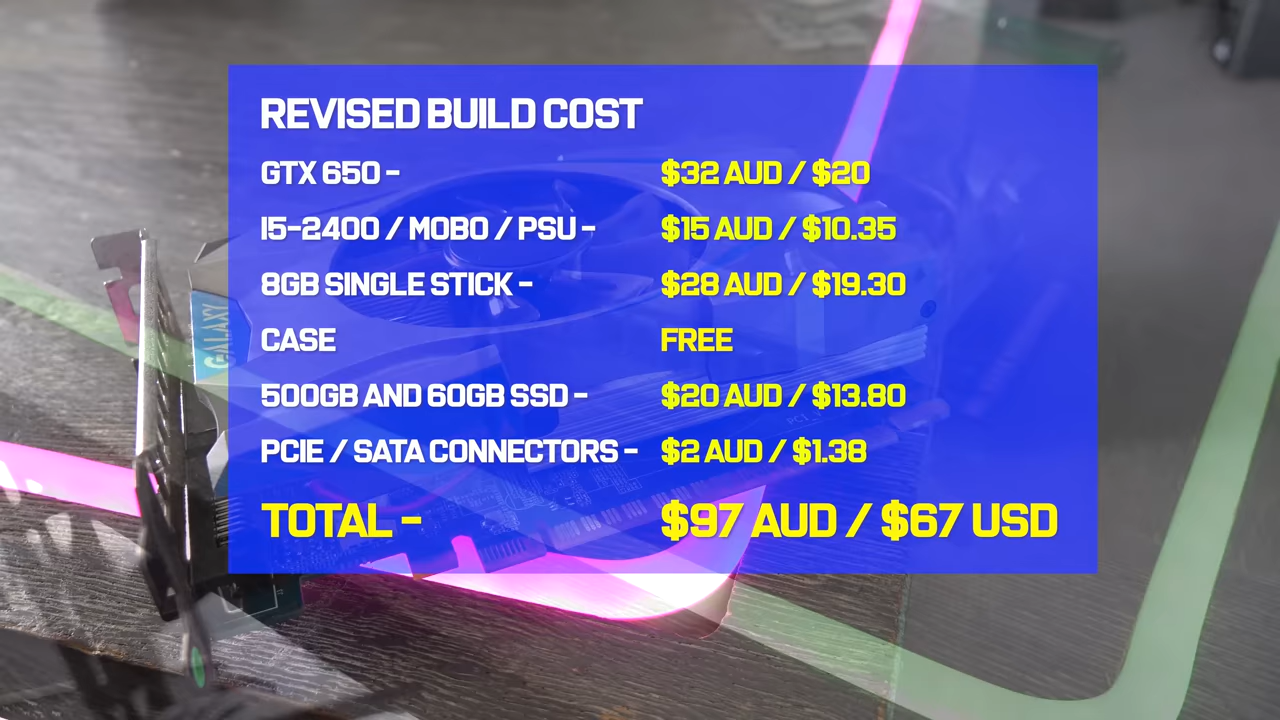 REVISED BUILD COST
GTX 650 - $32 AUD / $20
I5-2400 / MOBO / PSU - $15 AUD / $10.35
8GB SINGLE STICK - $28 AUD / $19.30
CASE FREE
500GB AND 60GB SSD - $20 AUD / $13.80
PCIE / SATA CONNECTORS - $2 AUD / $1.38
TOTAL - $97 AUD / $67 USD
GALAXY